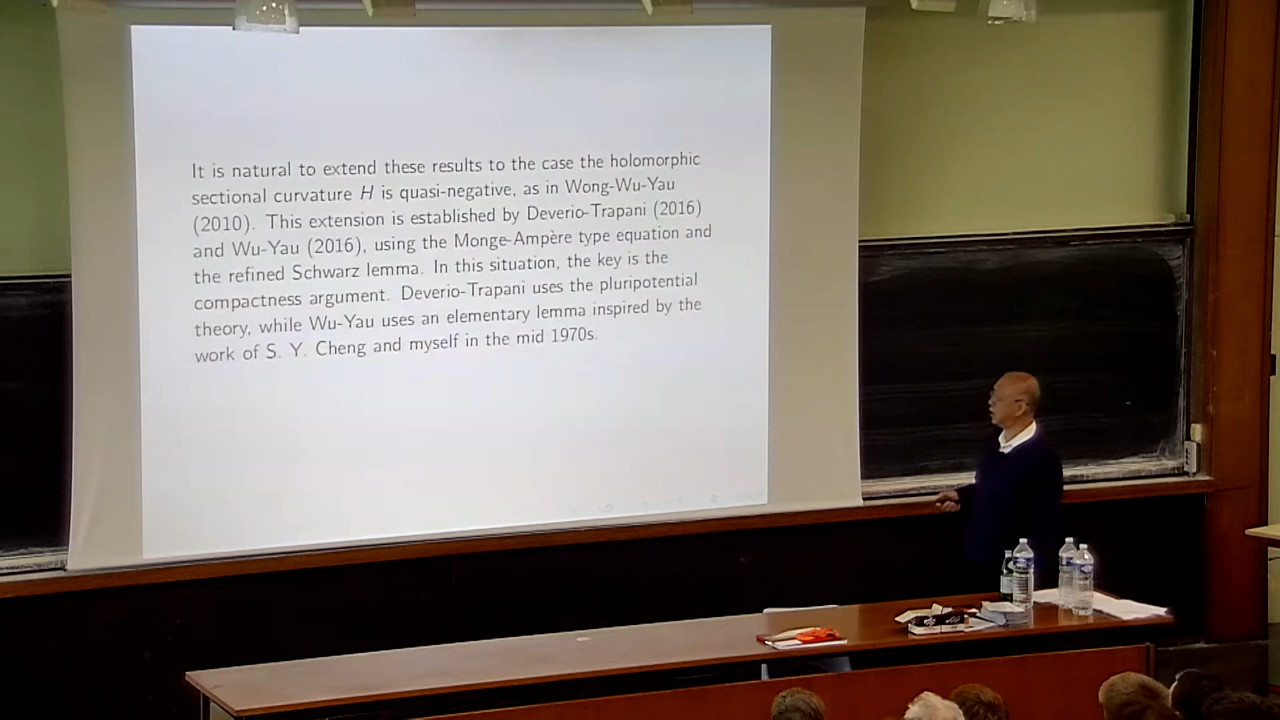 It is natural to extend these results to the case the holomorphic
sectional curvature H is quasi-negative, as in Wong-Wu-Yau
(2010). This extension is established by Deverio-Trapani (2016)
and Wu-Yau (2016), using the Monge-Ampère type equation and
the refined Schwarz lemma. In this situation, the key is the
compactness argument. Deverio-Trapani uses the pluripotential
theory, while Wu-Yau uses an elementary lemma inspired by the
work of S. Y. Cheng and myself in the mid 1970s.